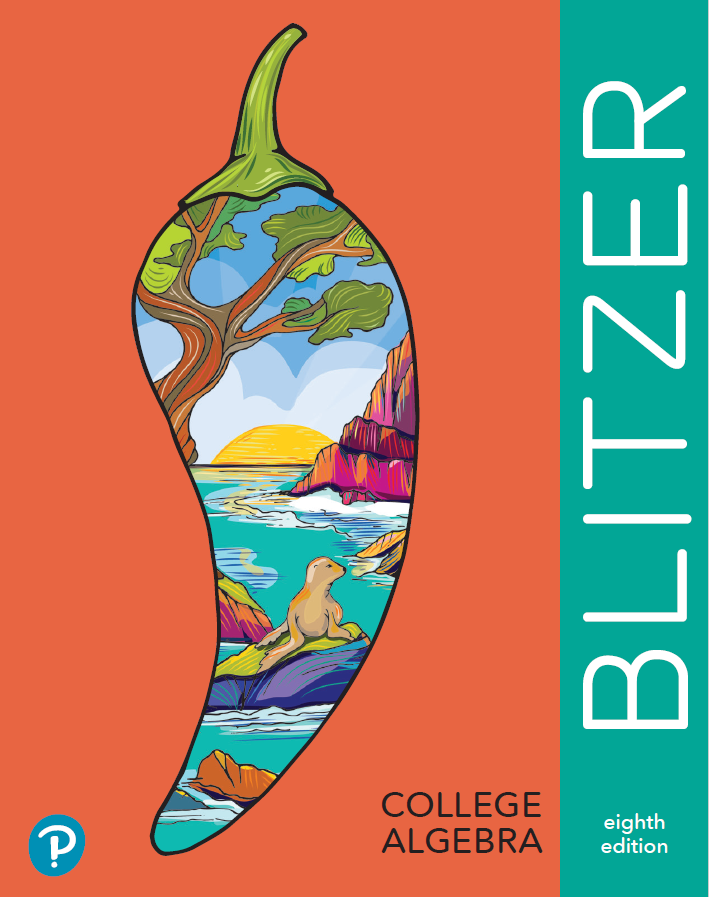 BLITZER
COLLEGE
ALGEBRA
eighth
edition
P